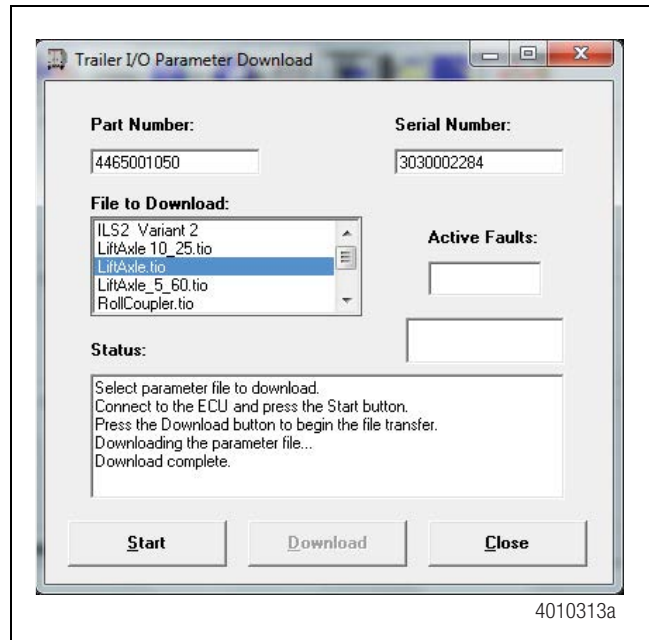 Trailer I/O Parameter Download
Part Number:
Serial Number:
4465001050
3030002284
File to Download:
ILS2 Variant 2
LiftAxle 10_25.tio
LiftAxle.tio
LiftAxle_5_60.tio
RollCoupler.tio
Active Faults:
Status:
Select parameter file to download.
Connect to the ECU and press the Start button.
Press the Download button to begin the file transfer.
Downloading the parameter file...
Download complete.
Start
Download
Close
4010313a